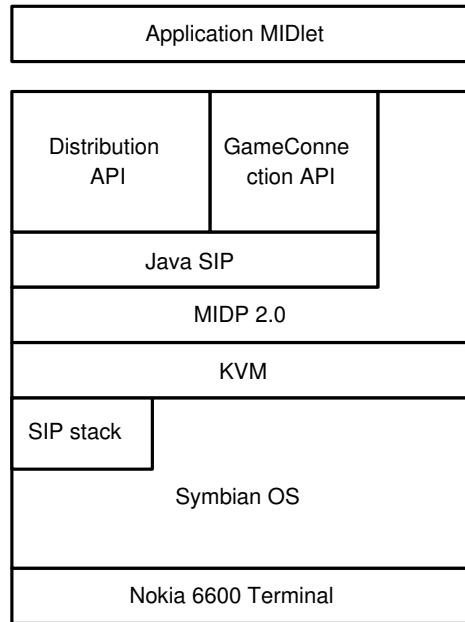 Application MIDlet
Distribution
API
GameConne
ction API
Java SIP
MIDP 2.0
KVM
SIP stack
Symbian OS
Nokia 6600 Terminal